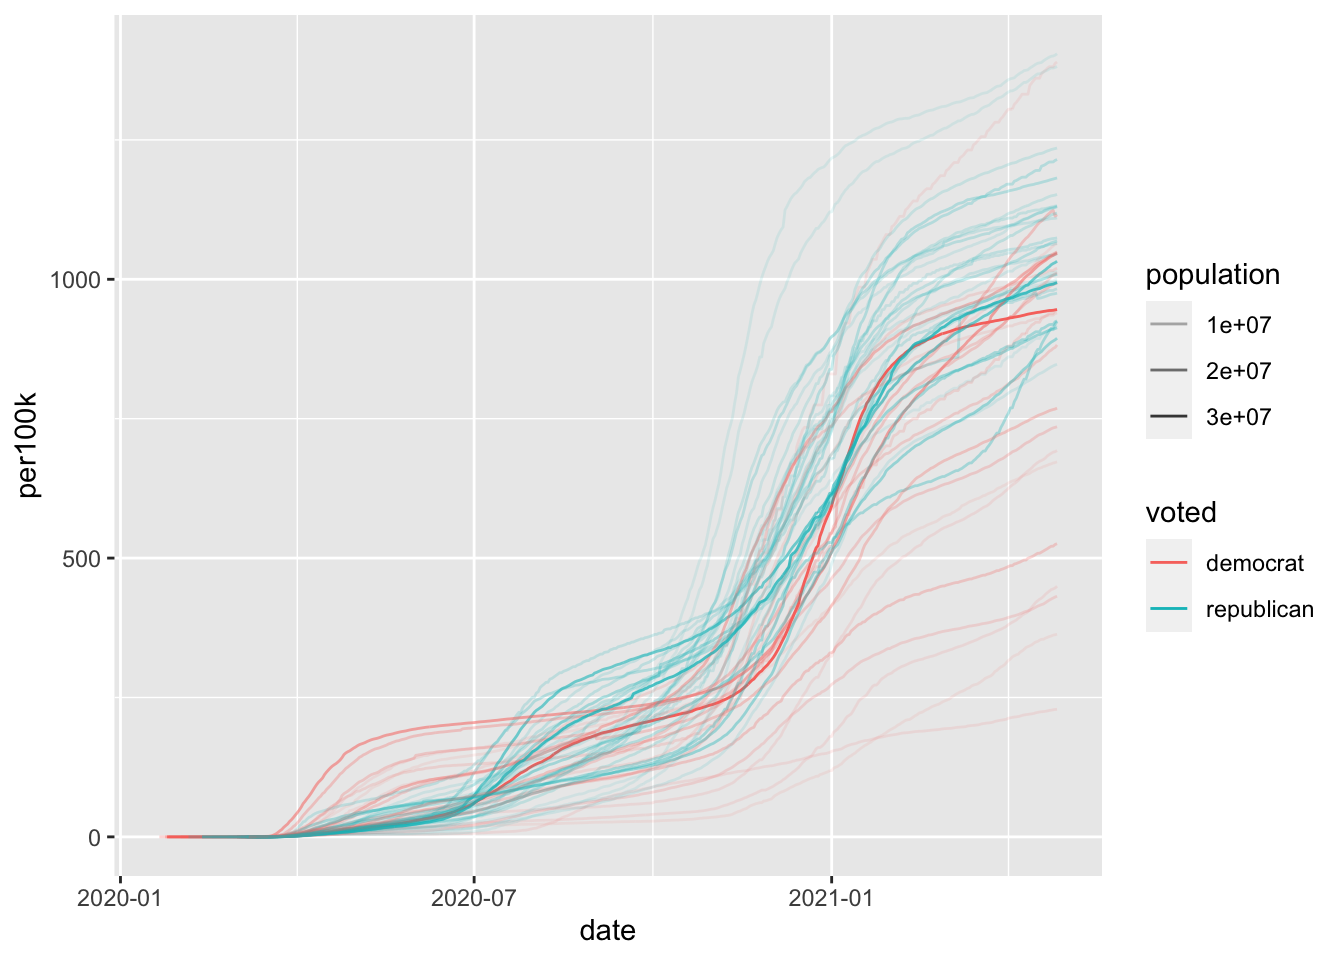 per100k
1000
500
0
2020-01
2020-07
2021-01
date
population
1e+07
2e+07
3e+07
voted
democrat
republican